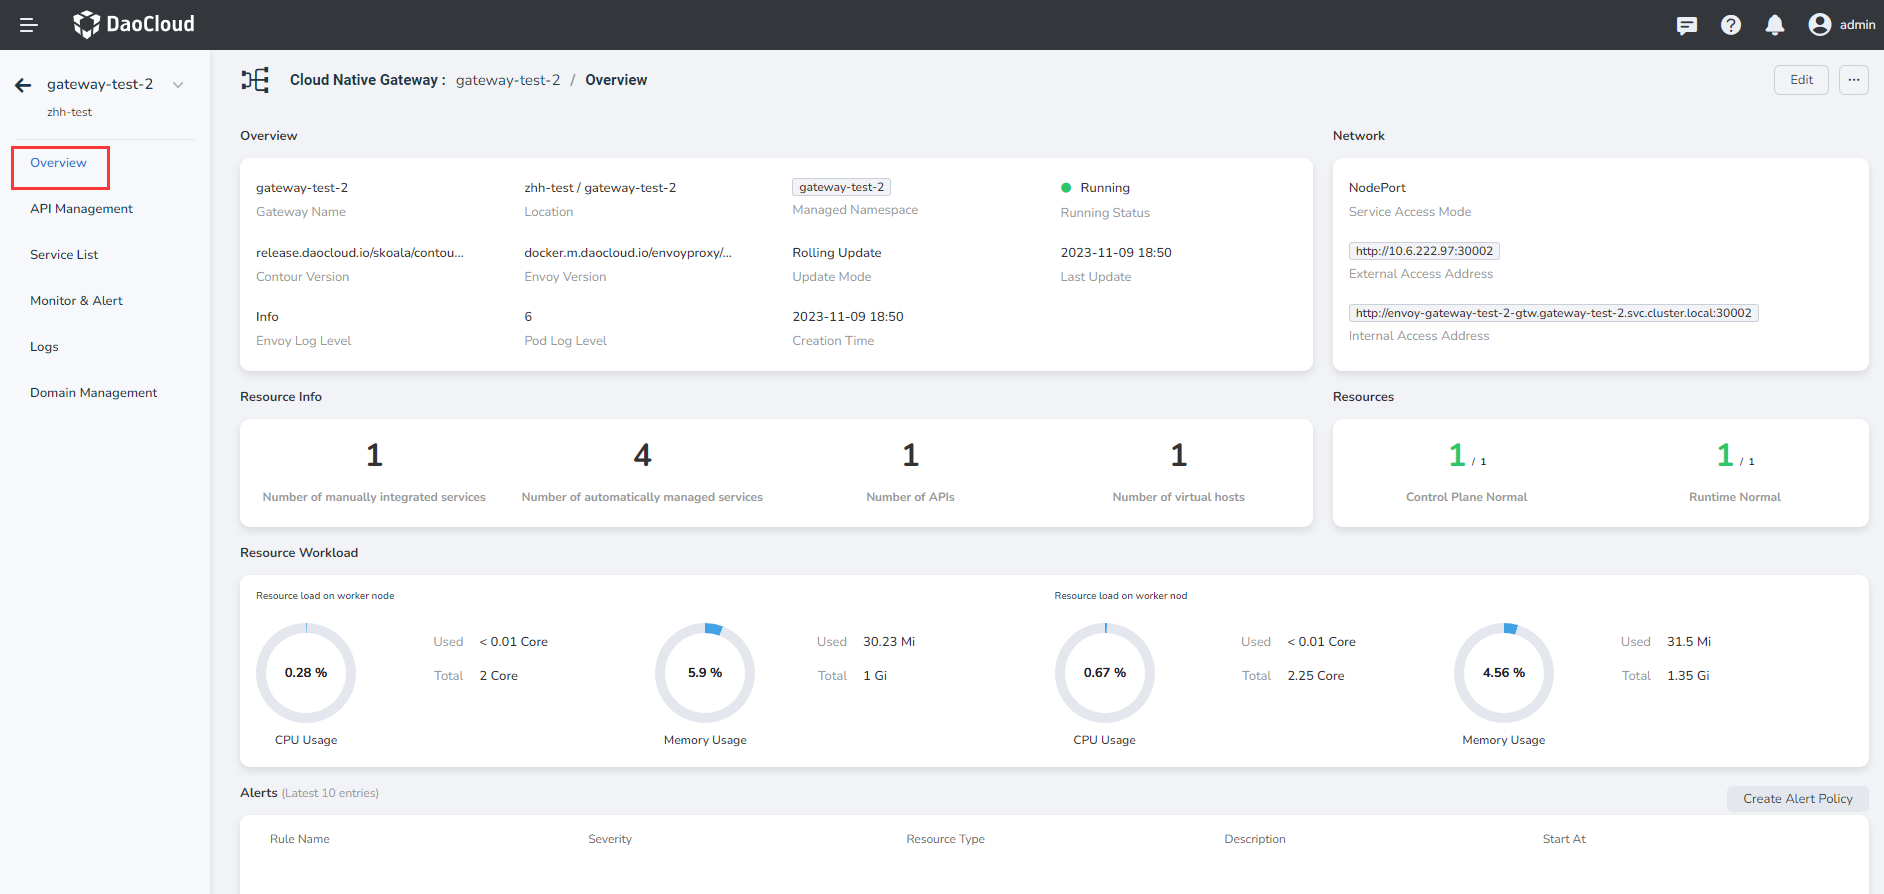 DaoCloud
admin
gateway-test-2
zhh-test
Overview
API Management
Service List
Monitor & Alert
Logs
Domain Management
Cloud Native Gateway : gateway-test-2 / Overview
Edit
...
Overview
gateway-test-2
Gateway Name
zhh-test / gateway-test-2
Location
gateway-test-2
Managed Namespace
Running
Running Status
release.daocloud.io/skoala/contou...
Contour Version
docker.m.daocloud.io/envoyproxy/...
Envoy Version
Rolling Update
Update Mode
2023-11-09 18:50
Last Update
Info
Envoy Log Level
6
Pod Log Level
2023-11-09 18:50
Creation Time
Network
NodePort
Service Access Mode
http://10.6.222.97:30002
External Access Address
http://envoy-gateway-test-2-gtw.gateway-test-2.svc.cluster.local:30002
Internal Access Address
Resource Info
1
Number of manually integrated services
4
Number of automatically managed services
1
Number of APIs
1
Number of virtual hosts
Resources
1 / 1
Control Plane Normal
1 / 1
Runtime Normal
Resource Workload
Resource load on worker node
0.28 %
CPU Usage
Used < 0.01 Core
Total 2 Core
5.9 %
Memory Usage
Used 30.23 Mi
Total 1 Gi
Resource load on worker nod
0.67 %
CPU Usage
Used < 0.01 Core
Total 2.25 Core
4.56 %
Memory Usage
Used 31.5 Mi
Total 1.35 Gi
Alerts (Latest 10 entries)
Create Alert Policy
Rule Name Severity Resource Type Description Start At